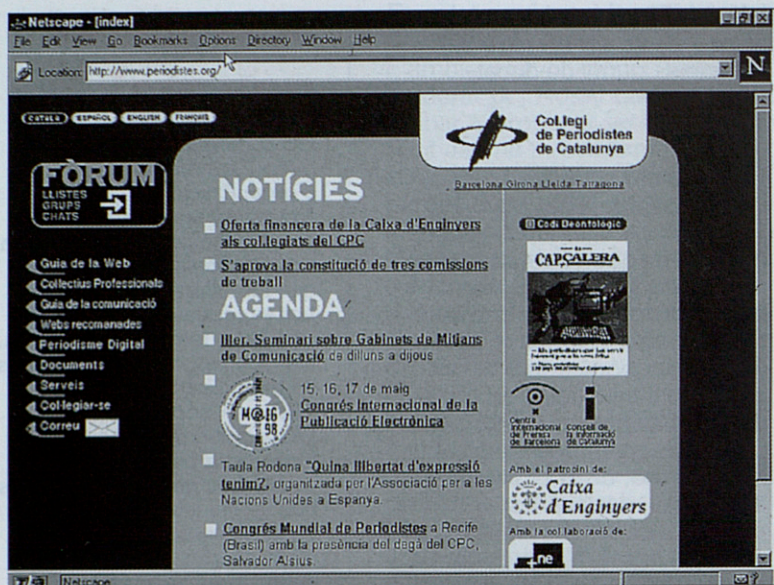 Netscape - [index]
File Edit View Go Bookmarks Options Directory Window Help
Location: http://www.periodistes.org/
N
CATALÀ ESPAÑOL ENGLISH FRANÇAIS
Col.legi
de Periodistes
de Catalunya
Barcelona Girona Lleida Tarragona
FÒRUM
LLISTES
GRUPS
CHATS
Guia de la Web
Col·lectius Professionals
Guia de la comunicació
Webs recomanades
Periodisme Digital
Documents
Serveis
Col·legiar-se
Correu
NOTÍCIES
Oferta financera de la Caixa d'Enginyers
als col.legiats del CPC
S'aprova la constitució de tres comissions
de treball
AGENDA
IIIer. Seminari sobre Gabinets de Mitjans
de Comunicació de dilluns a dijous
M@IG
98
15, 16, 17 de maig
Congrés Internacional de la
Publicació Electrònica
Taula Rodona "Quina llibertat d'expressió
tenim?, organitzada per l'Associació per a les
Nacions Unides a Espanya.
Congrés Mundial de Periodistes a Recife
(Brasil) amb la presència del degà del CPC,
Salvador Alsius.
Codi Deontològic
CAPÇALERA
Centre
Internacional
de Premsa
de Barcelona
Consell de
la Informació
de Catalunya
Amb el patrocini de:
Caixa
d'Enginyers
Amb la col·laboració de:
ne
Netscape